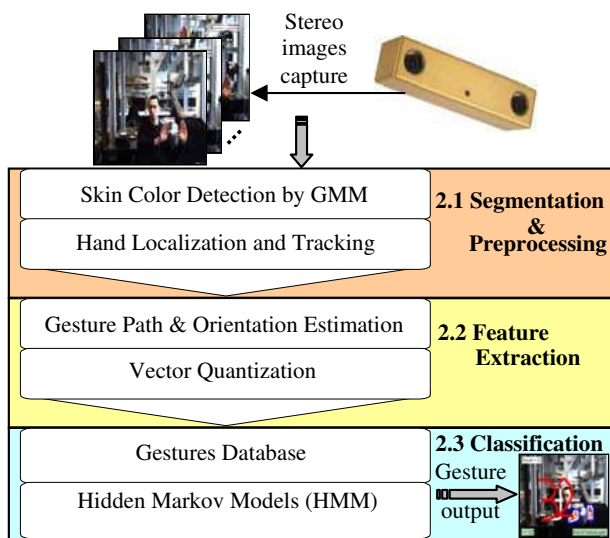 Stereo
images
capture
Skin Color Detection by GMM
Hand Localization and Tracking
2.1 Segmentation
&
Preprocessing
Gesture Path & Orientation Estimation
Vector Quantization
2.2 Feature
Extraction
Gestures Database
Hidden Markov Models (HMM)
2.3 Classification
Gesture
output